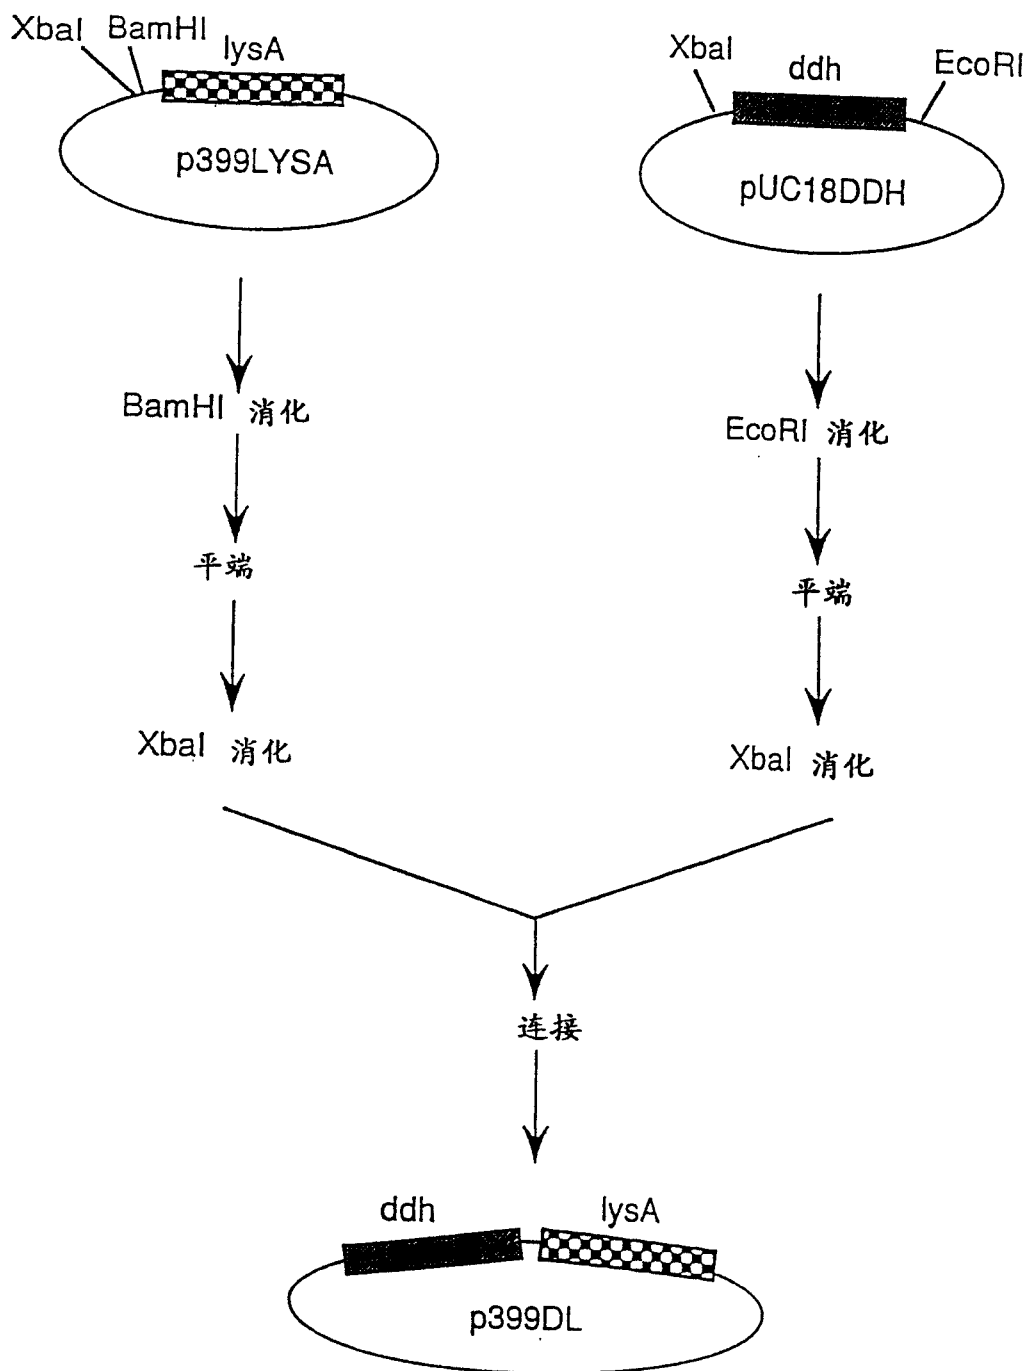 XbaI BamHI
lysA
p399LYSA
XbaI
ddh
EcoRI
pUC18DDH
BamHI 消化
平端
XbaI 消化
EcoRI 消化
平端
XbaI 消化
连接
ddh
lysA
p399DL